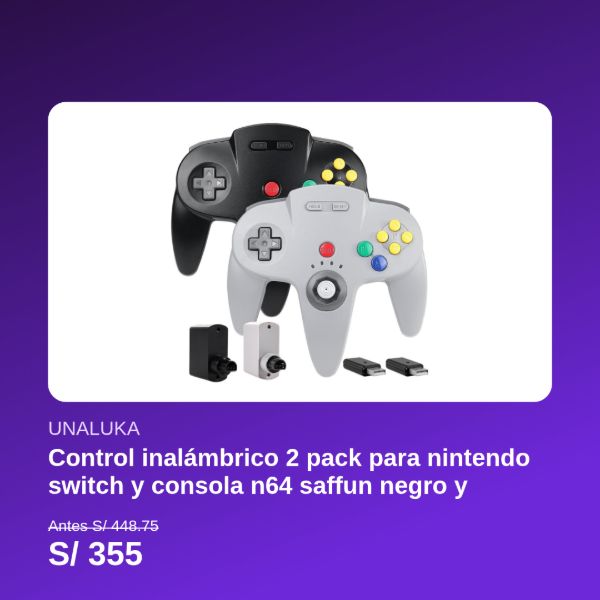 UNALUKA
Control inalámbrico 2 pack para nintendo
switch y consola n64 saffun negro y
Antes S/ 448.75
S/ 355